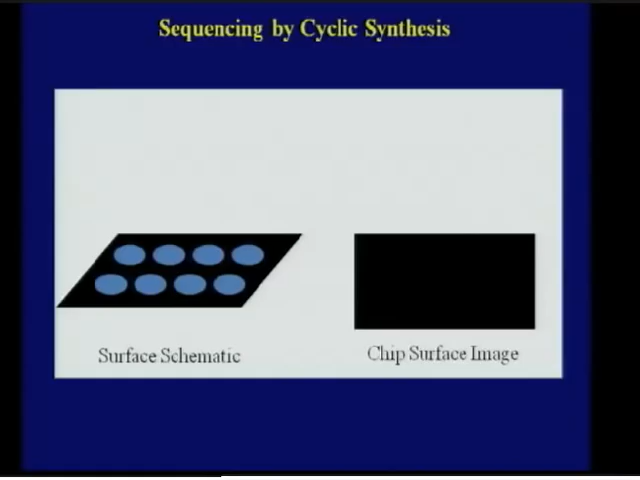 Sequencing by Cyclic Synthesis
Surface Schematic
Chip Surface Image